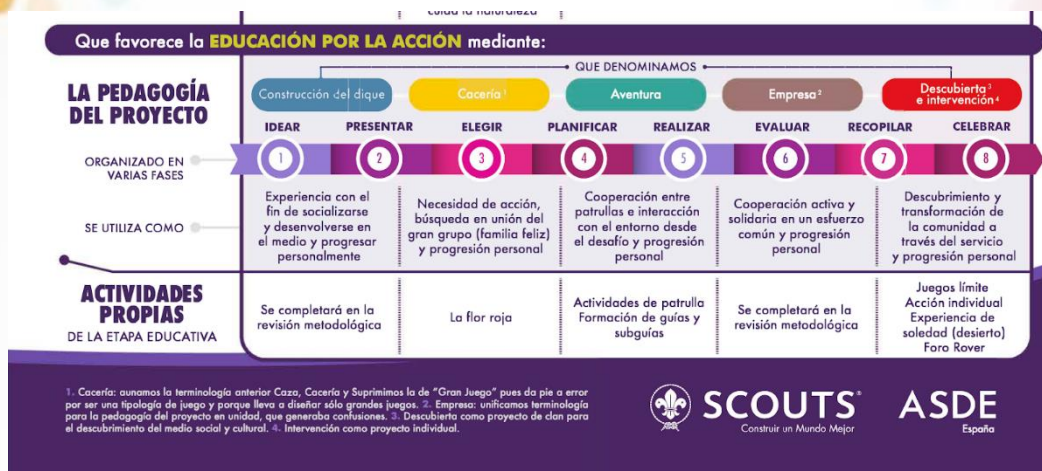 cuida la naturaleza
Que favorece la EDUCACIÓN POR LA ACCIÓN mediante:
QUE DENOMINAMOS
LA PEDAGOGÍA
DEL PROYECTO
Construcción del dique
Cacería 1
Aventura
Empresa 2
Descubierta 3
e intervención 4
IDEAR PRESENTAR ELEGIR PLANIFICAR REALIZAR EVALUAR RECOPILAR CELEBRAR
ORGANIZADO EN
VARIAS FASES
1 2 3 4 5 6 7 8
SE UTILIZA COMO
Experiencia con el
fin de socializarse
y desenvolverse en
el medio y progresar
personalmente
Necesidad de acción,
búsqueda en unión del
gran grupo (familia feliz)
y progresión personal
Cooperación entre
patrullas e interacción
con el entorno desde
el desafío y progresión
personal
Cooperación activa y
solidaria en un esfuerzo
común y progresión
personal
Descubrimiento y
transformación de
la comunidad a
través del servicio
y progresión personal
ACTIVIDADES
PROPIAS
DE LA ETAPA EDUCATIVA
Se completará en la
revisión metodológica
La flor roja
Actividades de patrulla
Formación de guías y
subguías
Se completará en la
revisión metodológica
Juegos límite
Acción individual
Experiencia de
soledad (desierto)
Foro Rover
1. Cacería: aunamos la terminología anterior Caza, Cacería y Suprimimos la de "Gran Juego" pues da pie a error
por ser una tipología de juego y porque lleva a diseñar sólo grandes juegos. 2. Empresa: unificamos terminología
para la pedagogía del proyecto en unidad, que generaba confusiones. 3. Descubierta como proyecto de clan para
el descubrimiento del medio social y cultural. 4. Intervención como proyecto individual.
SCOUTS®
Construir un Mundo Mejor
ASDE
España